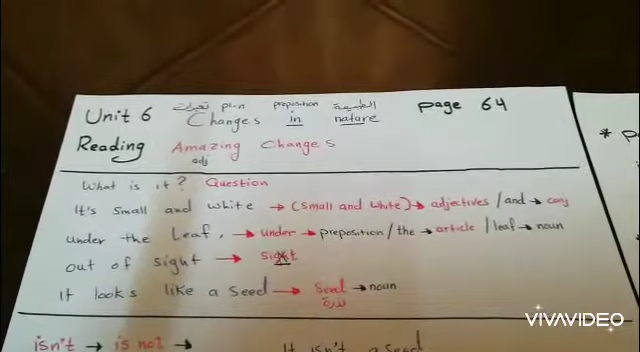 تغيرات pl.n preposition الطبيعة
Unit 6 Changes in nature page 64
Reading Amazing Changes
adj
What is it? Question
It's small and white → (small and white) → adjectives / and → conj
under the leaf, → under → preposition / the → article / leaf → noun
out of sight → sight
It looks like a seed → seed → noun
بذرة
isn't → is not → It isn't a seed
* P
VIVAVIDEO